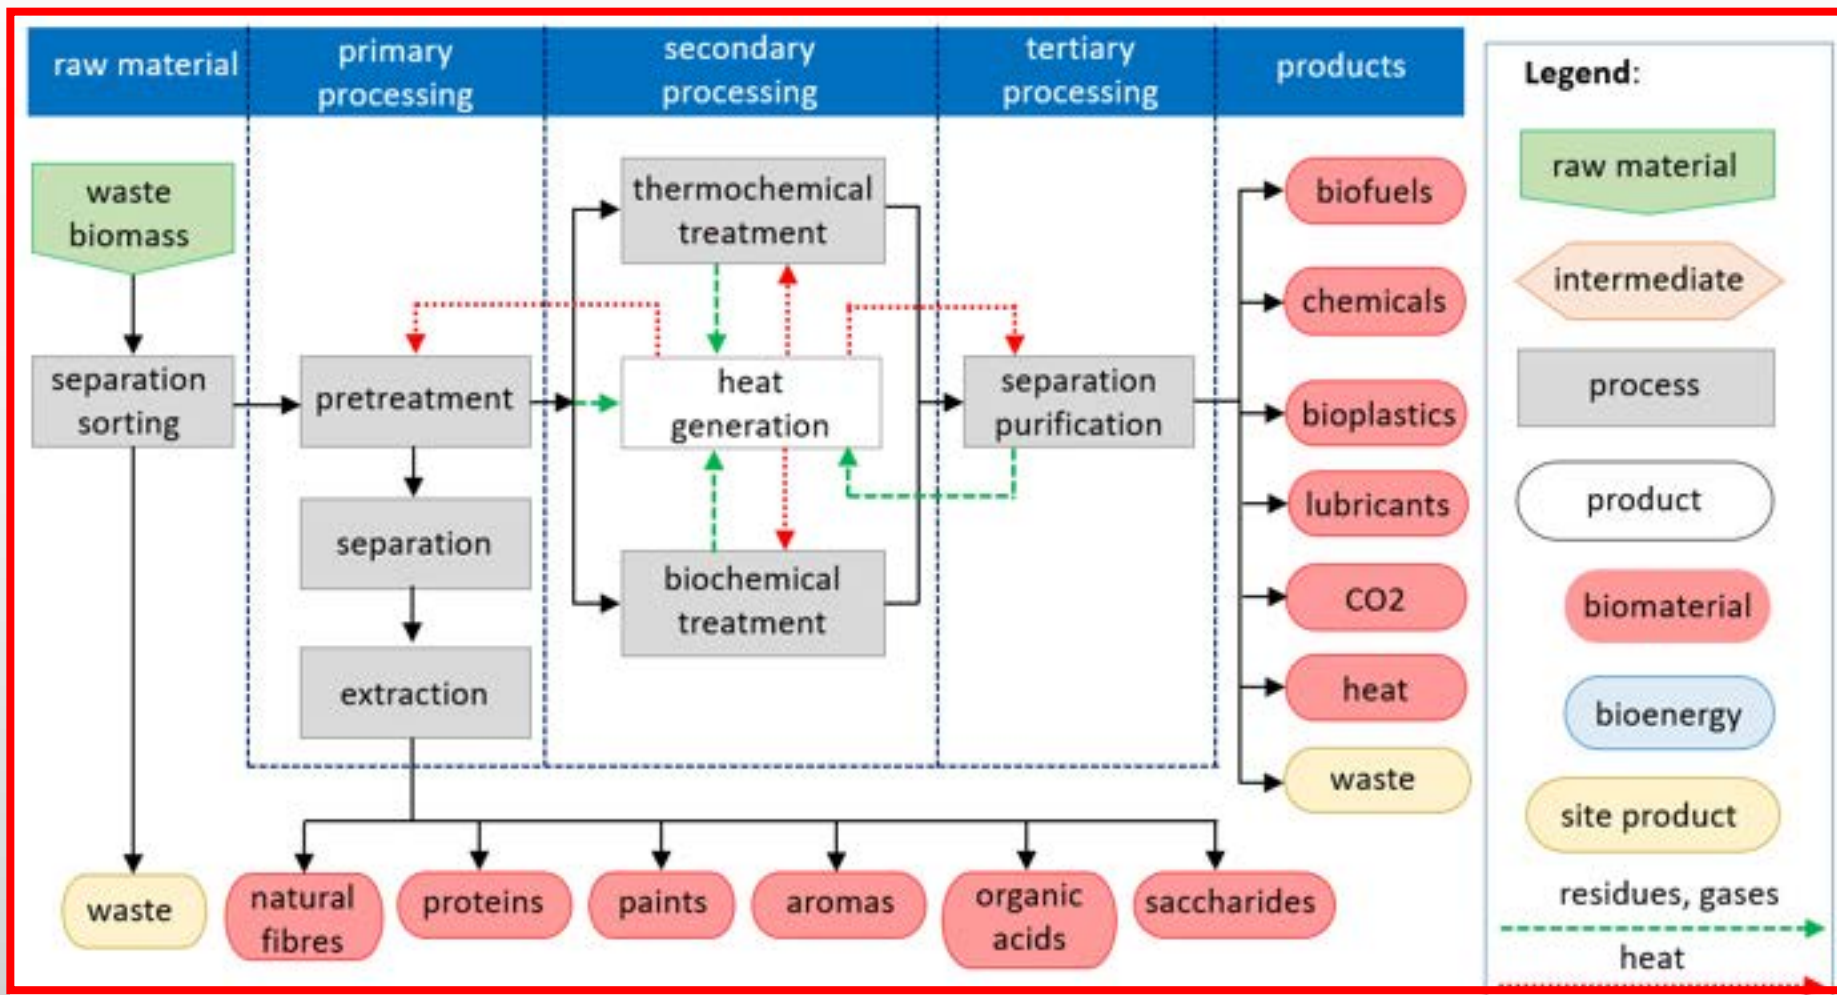 raw material
primary
processing
secondary
processing
tertiary
processing
products
waste
biomass
separation
sorting
waste
pretreatment
separation
extraction
thermochemical
treatment
heat
generation
biochemical
treatment
separation
purification
biofuels
chemicals
bioplastics
lubricants
CO2
heat
waste
natural
fibres
proteins
paints
aromas
organic
acids
saccharides
Legend:
raw material
intermediate
process
product
biomaterial
bioenergy
site product
residues, gases
heat